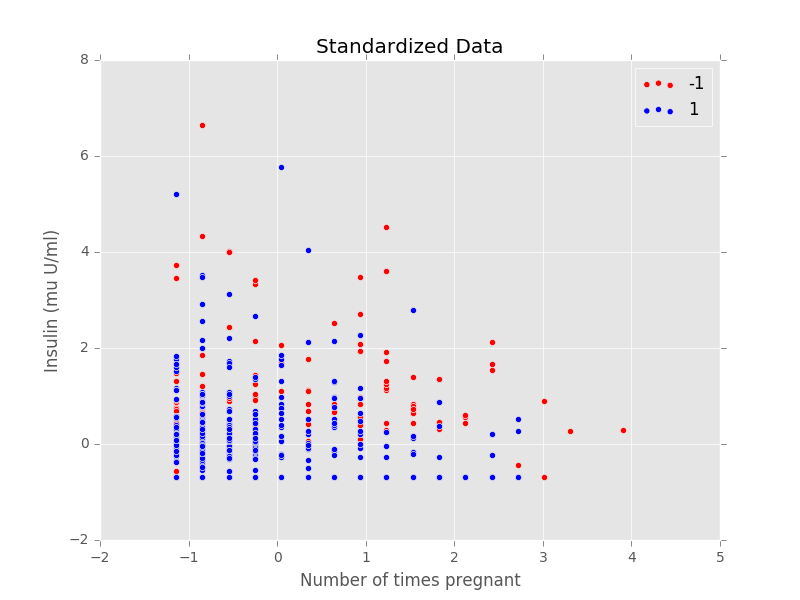 Standardized Data
-1
1
8
6
4
2
0
−2
Insulin (mu U/ml)
−2 −1 0 1 2 3 4 5
Number of times pregnant